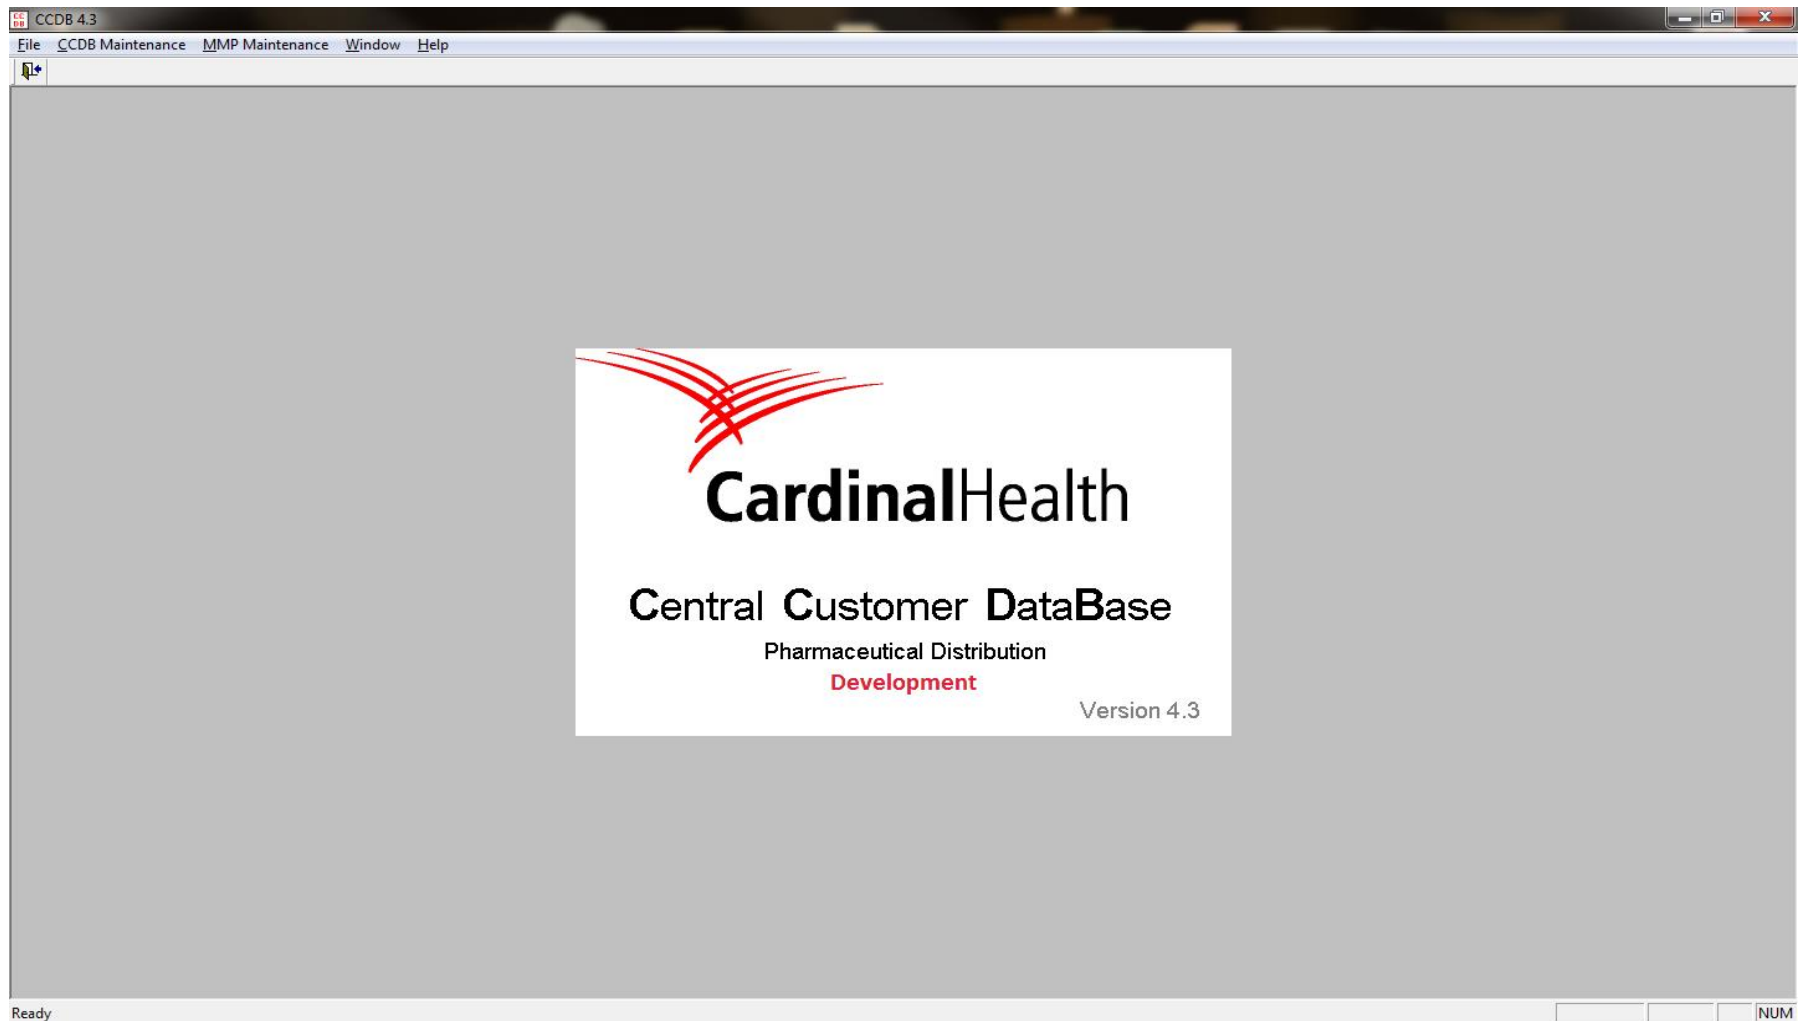 CCDB 4.3
File CCDB Maintenance MMP Maintenance Window Help
CardinalHealth
Central Customer DataBase
Pharmaceutical Distribution
Development
Version 4.3
Ready NUM